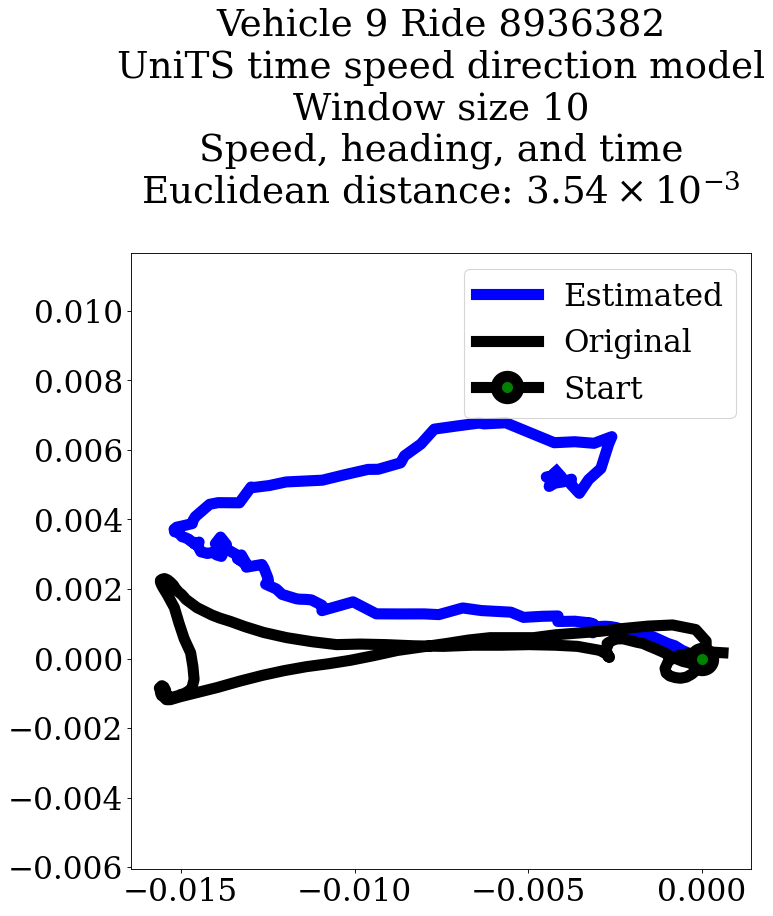 Vehicle 9 Ride 8936382
UniTS time speed direction model
Window size 10
Speed, heading, and time
Euclidean distance: 3.54 × 10⁻³
Estimated
Original
Start
0.010
0.008
0.006
0.004
0.002
0.000
−0.002
−0.004
−0.006
−0.015 −0.010 −0.005 0.000